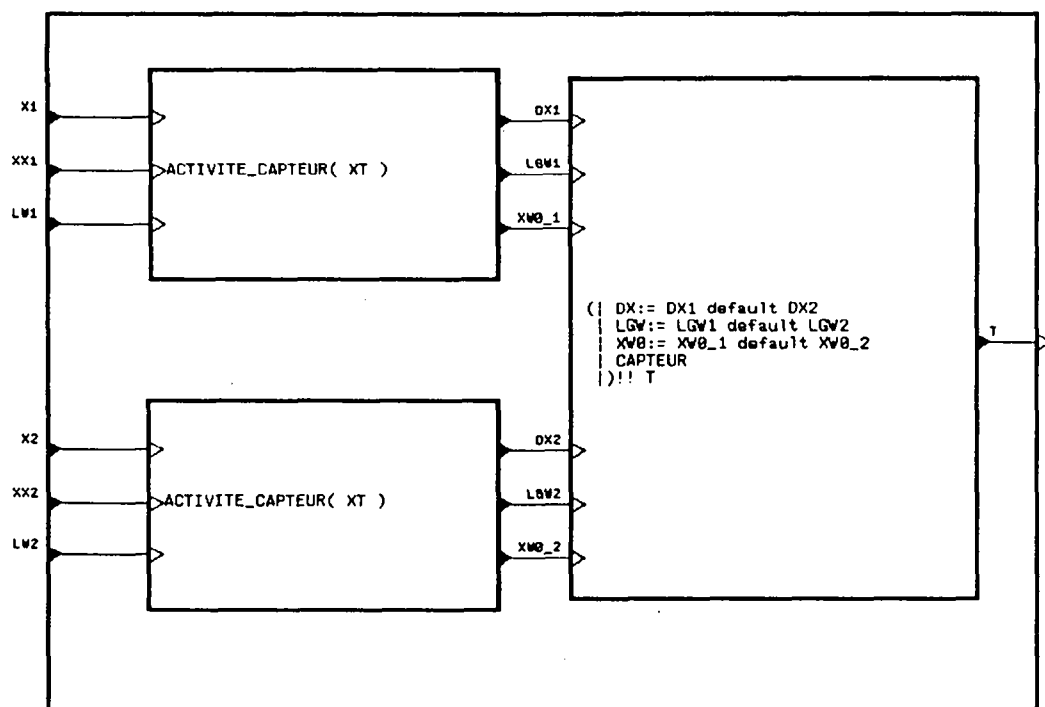 X1
XX1
LW1
ACTIVITE_CAPTEUR( XT )
DX1
LGW1
XW0_1
(| DX:= DX1 default DX2
| LGW:= LGW1 default LGW2
| XW0:= XW0_1 default XW0_2
| CAPTEUR
|)!! T
T
X2
XX2
LW2
ACTIVITE_CAPTEUR( XT )
DX2
LGW2
XW0_2